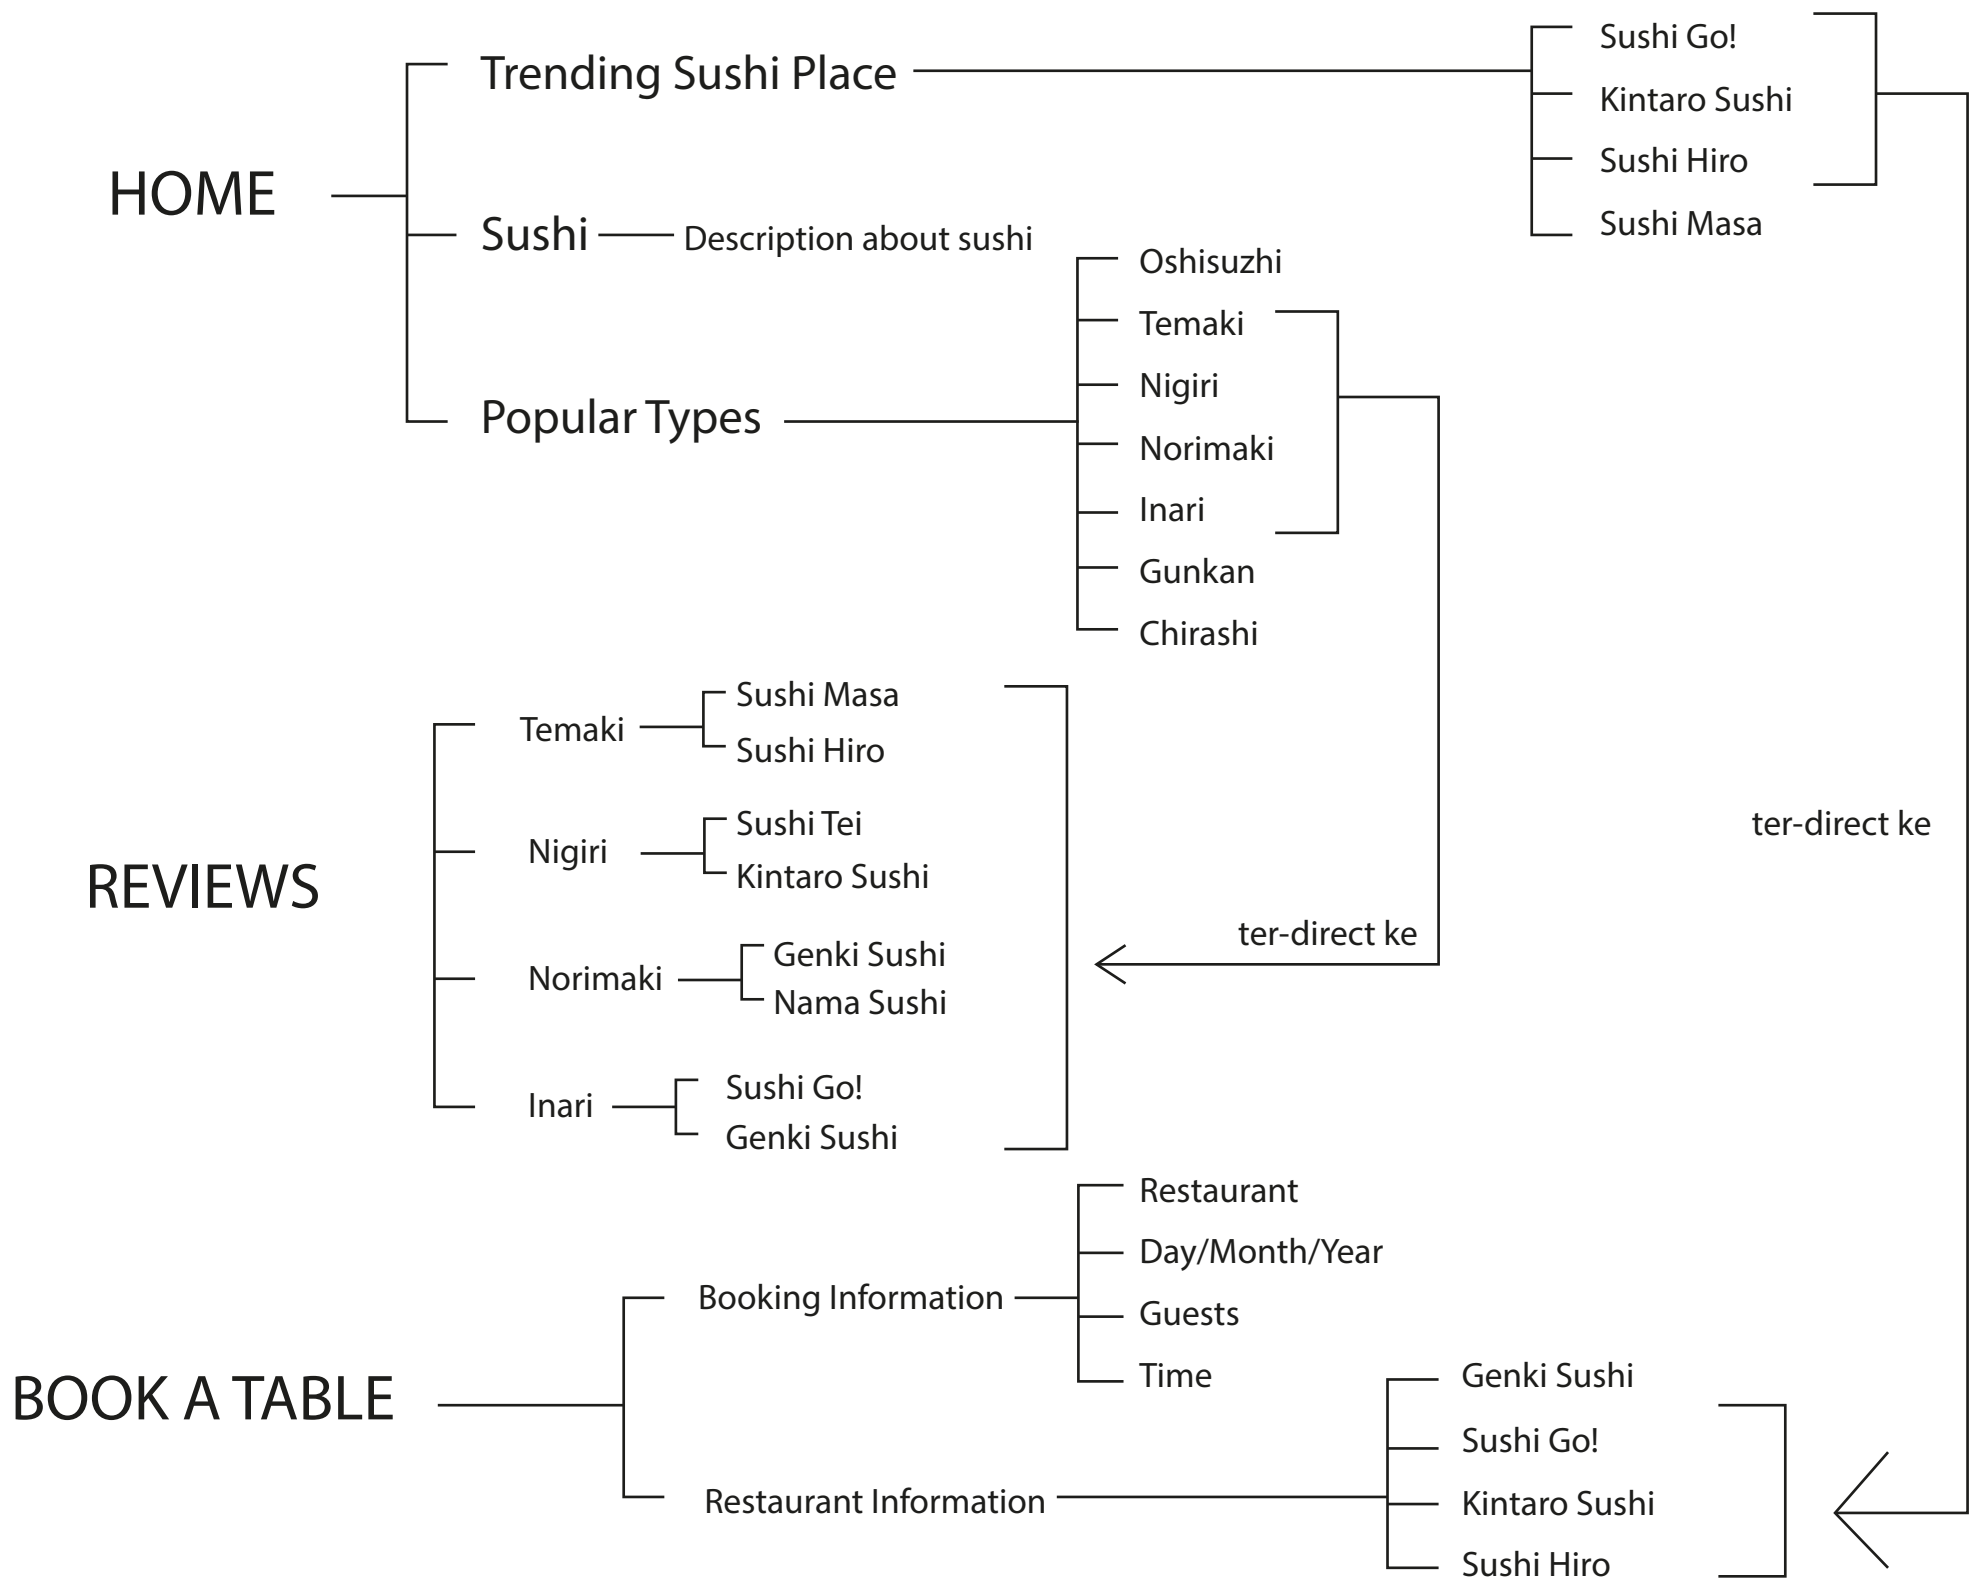 HOME
Trending Sushi Place
Sushi Go!
Kintaro Sushi
Sushi Hiro
Sushi Masa
Sushi
Description about sushi
Popular Types
Oshisuzhi
Temaki
Nigiri
Norimaki
Inari
Gunkan
Chirashi
REVIEWS
Temaki
Sushi Masa
Sushi Hiro
Nigiri
Sushi Tei
Kintaro Sushi
Norimaki
Genki Sushi
Nama Sushi
Inari
Sushi Go!
Genki Sushi
ter-direct ke
ter-direct ke
BOOK A TABLE
Booking Information
Restaurant
Day/Month/Year
Guests
Time
Restaurant Information
Genki Sushi
Sushi Go!
Kintaro Sushi
Sushi Hiro